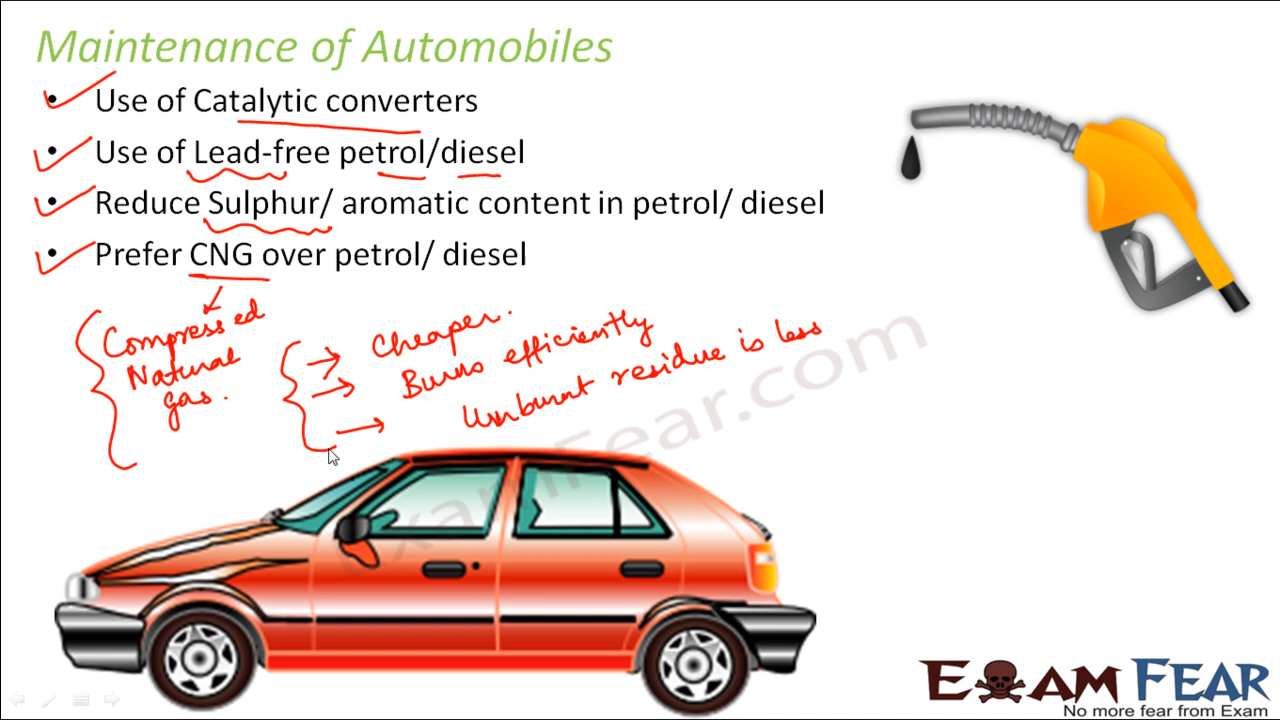 Maintenance of Automobiles
• Use of Catalytic converters
• Use of Lead-free petrol/diesel
• Reduce Sulphur/ aromatic content in petrol/ diesel
• Prefer CNG over petrol/ diesel
Compressed
Natural
gas.
→ Cheaper.
→ Burns efficiently
→ Unburnt residue is less
ExamFear.com
EXAM FEAR
No more fear from Exam